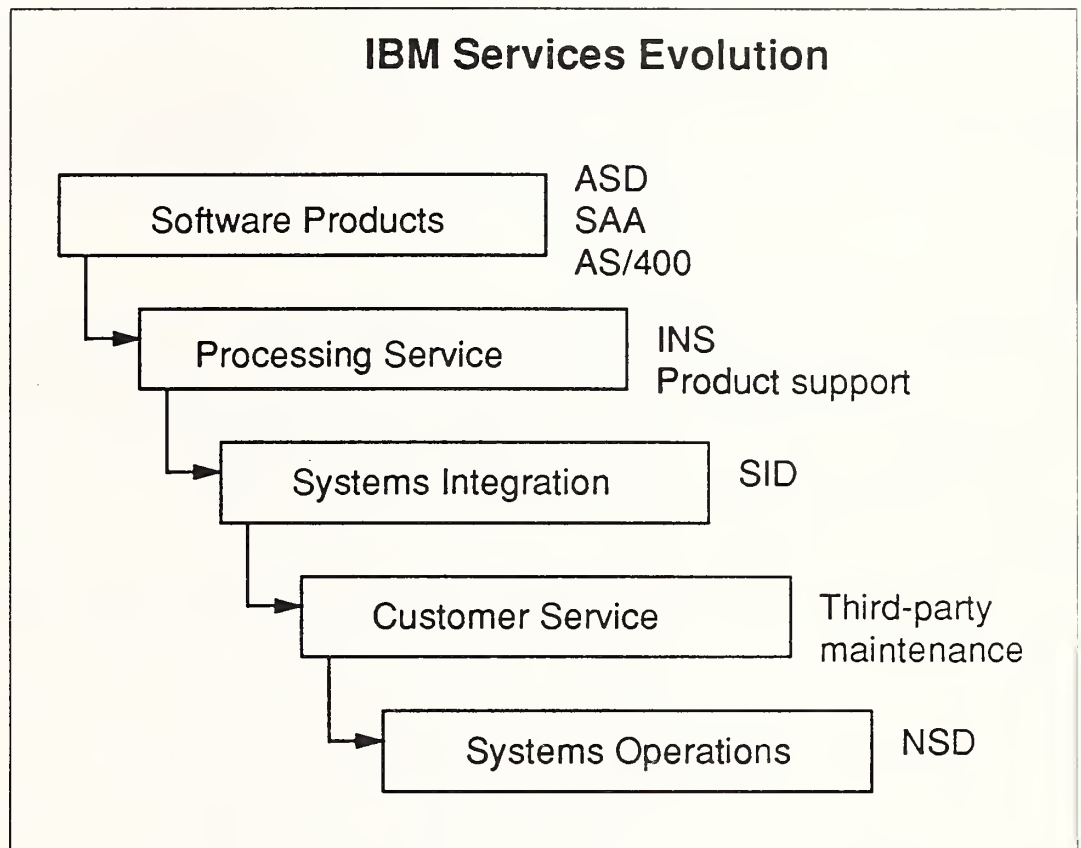 IBM Services Evolution
Software Products
ASD
SAA
AS/400
Processing Service
INS
Product support
Systems Integration
SID
Customer Service
Third-party
maintenance
Systems Operations
NSD